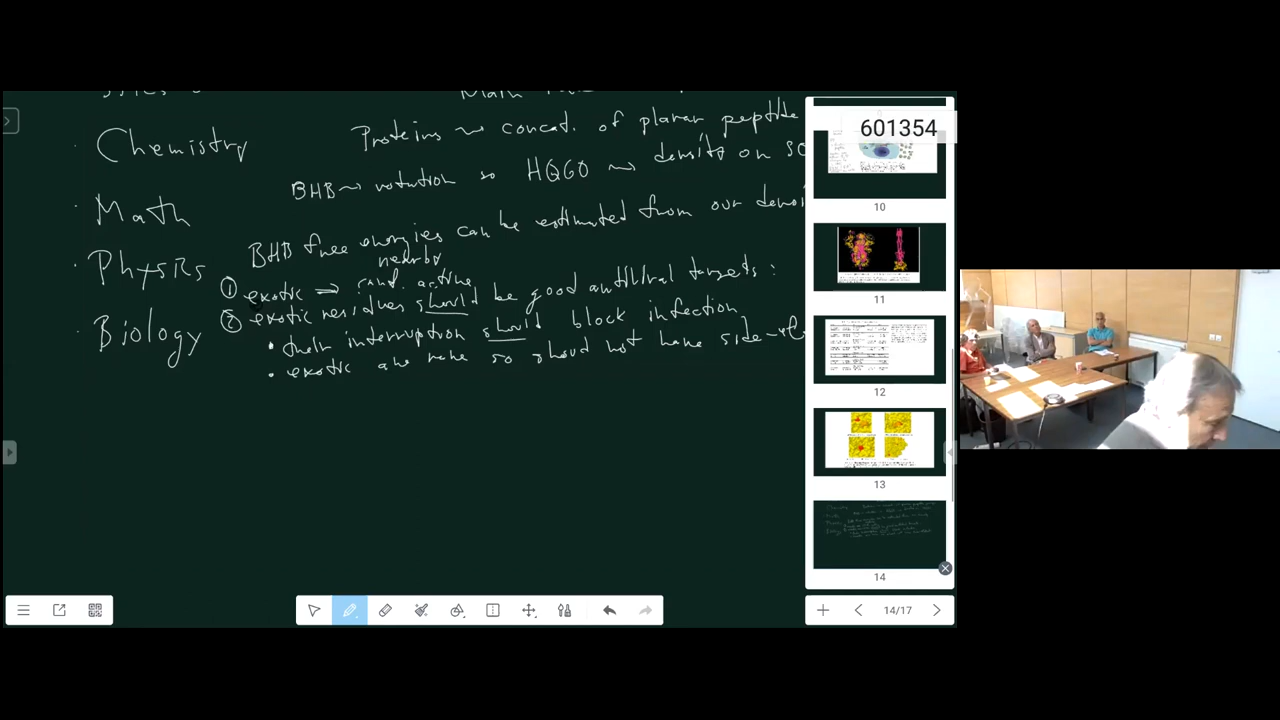 Math
601354
· Chemistry
Proteins ~> concat. of planar peptide
BHB ~> rotation so HQGO ~> density on SO
· Math
BHB free energies can be estimated from our densi
· Physics
nearby
① exotic ⇒ and active
② exotic residues should be good antiviral targets:
· Biology
· their interruption should block infection
· exotic are rare so should not have side-
10
11
12
13
14
14/17